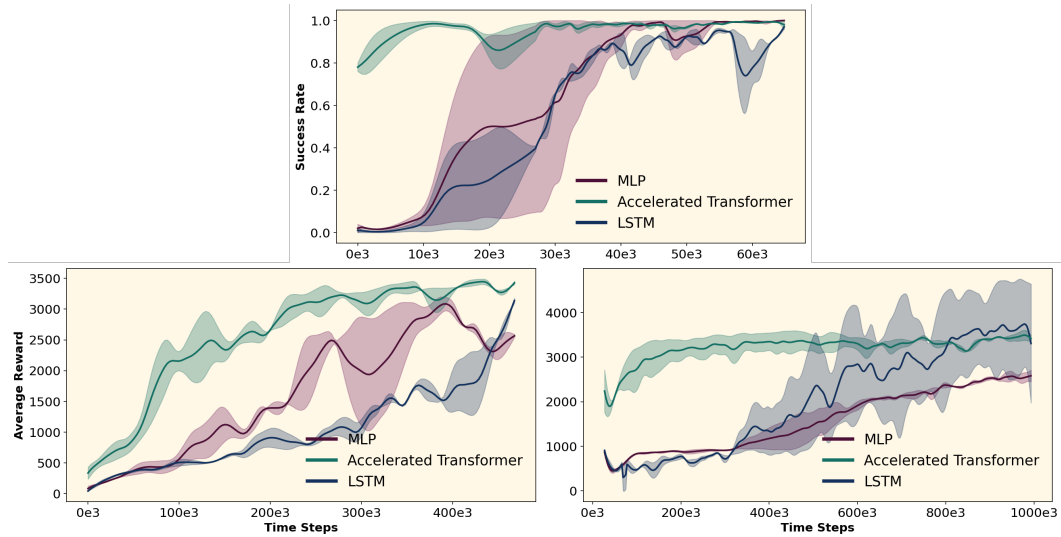 1.0
0.8
0.6
0.4
0.2
0.0
Success Rate
MLP
Accelerated Transformer
LSTM
0e3 10e3 20e3 30e3 40e3 50e3 60e3
3500
3000
2500
2000
1500
1000
500
0
Average Reward
MLP
Accelerated Transformer
LSTM
0e3 100e3 200e3 300e3 400e3
Time Steps
4000
3000
2000
1000
0
MLP
Accelerated Transformer
LSTM
0e3 200e3 400e3 600e3 800e3 1000e3
Time Steps